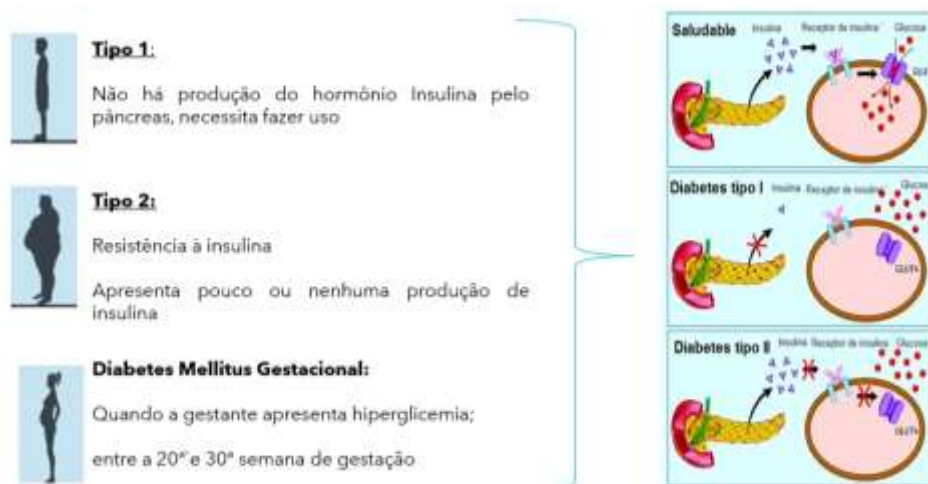 Tipo 1:
Não há produção do hormônio Insulina pelo
pâncreas, necessita fazer uso
Tipo 2:
Resistência à insulina
Apresenta pouco ou nenhuma produção de
insulina
Diabetes Mellitus Gestacional:
Quando a gestante apresenta hiperglicemia;
entre a 20ª e 30ª semana de gestação
Saludable Insulina Receptor de insulina Glucosa
Diabetes tipo I Insulina Receptor de insulina Glucosa
GLUT4
Diabetes tipo II Insulina Receptor de insulina Glucosa
GLUT4